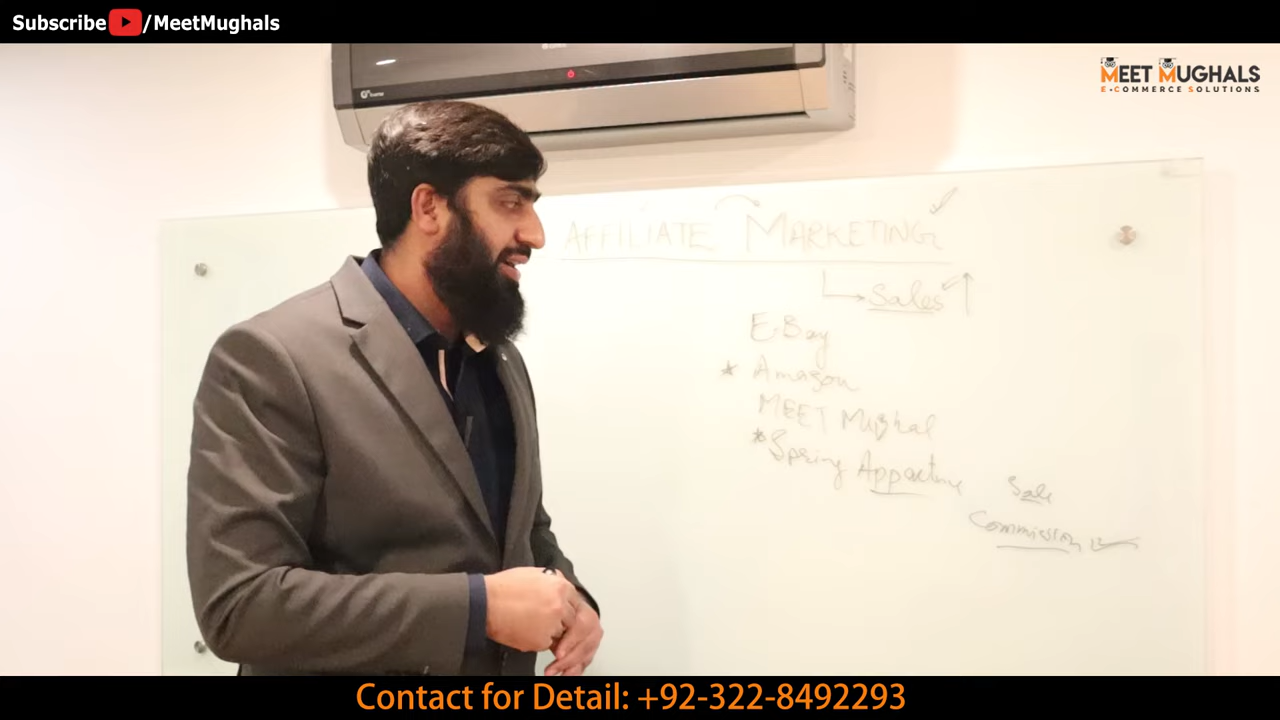 Subscribe /MeetMughals
MEET MUGHALS
E-COMMERCE SOLUTIONS
AFFILIATE MARKETING
Sales
E-Bay
* Amazon
MEET Mughal
* Spring
Sale
Commission
Contact for Detail: +92-322-8492293